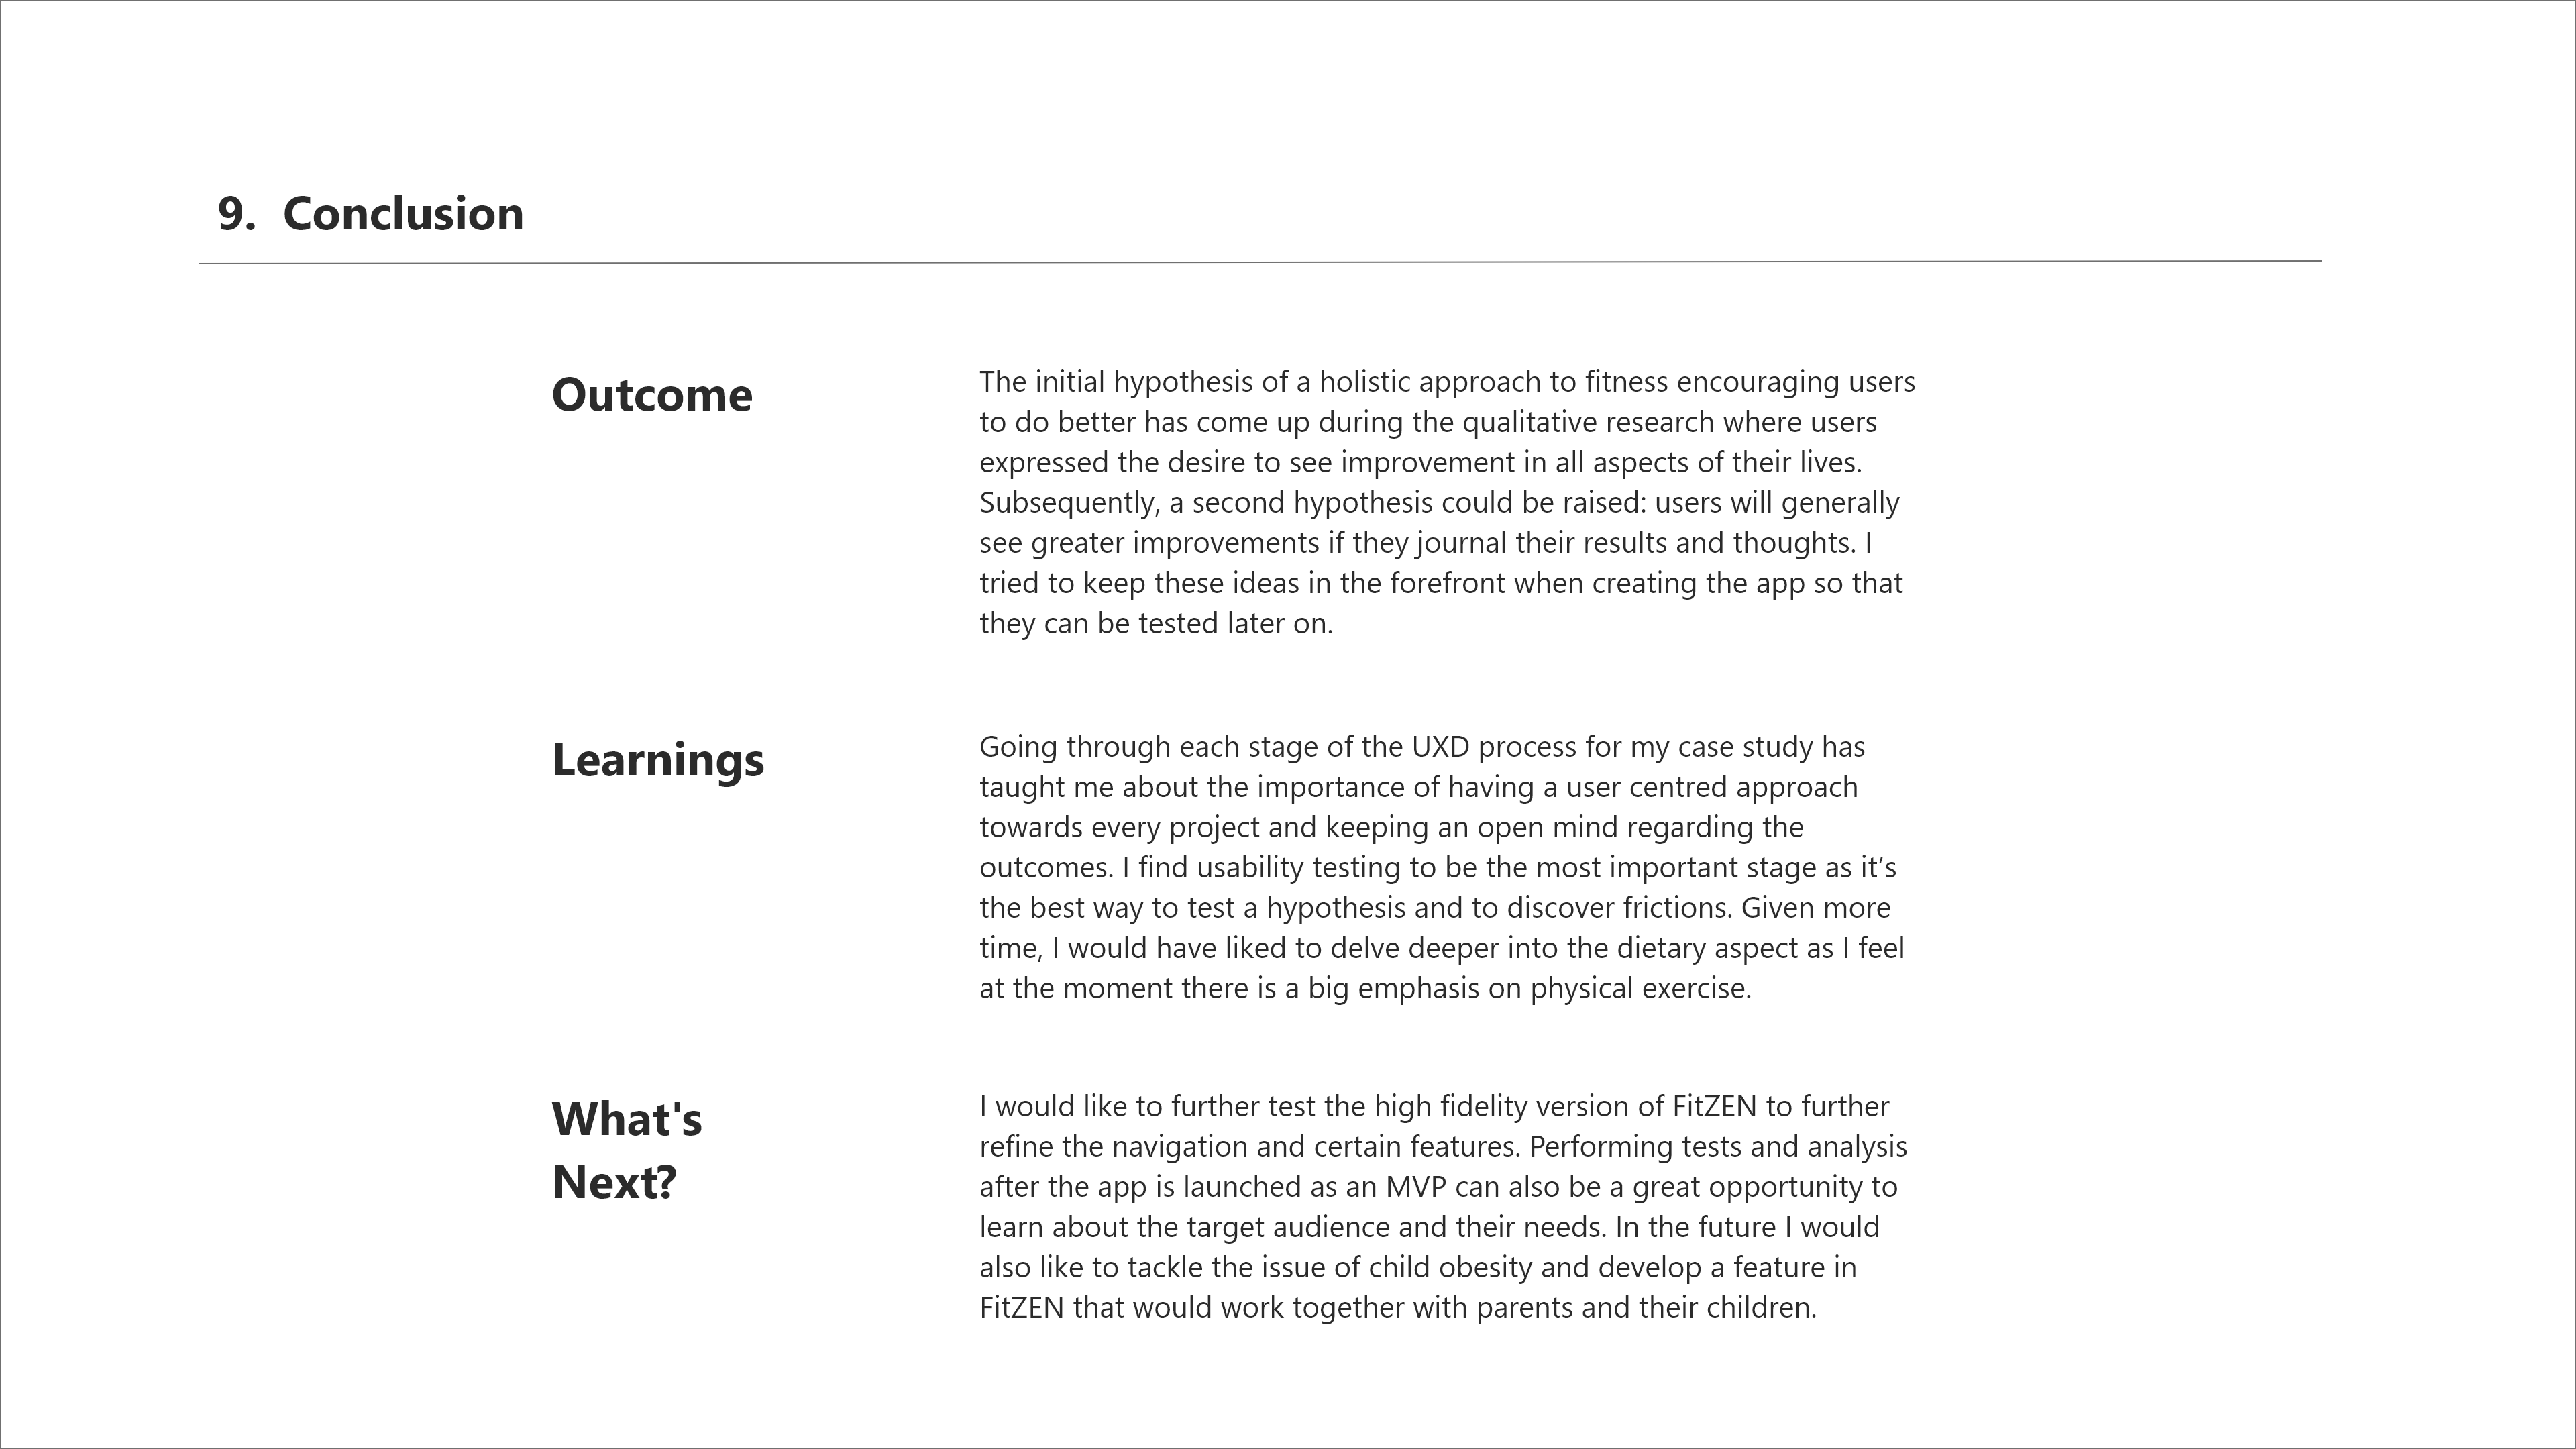 9. Conclusion
Outcome
The initial hypothesis of a holistic approach to fitness encouraging users
to do better has come up during the qualitative research where users
expressed the desire to see improvement in all aspects of their lives.
Subsequently, a second hypothesis could be raised: users will generally
see greater improvements if they journal their results and thoughts. I
tried to keep these ideas in the forefront when creating the app so that
they can be tested later on.
Learnings
Going through each stage of the UXD process for my case study has
taught me about the importance of having a user centred approach
towards every project and keeping an open mind regarding the
outcomes. I find usability testing to be the most important stage as it’s
the best way to test a hypothesis and to discover frictions. Given more
time, I would have liked to delve deeper into the dietary aspect as I feel
at the moment there is a big emphasis on physical exercise.
What's
Next?
I would like to further test the high fidelity version of FitZEN to further
refine the navigation and certain features. Performing tests and analysis
after the app is launched as an MVP can also be a great opportunity to
learn about the target audience and their needs. In the future I would
also like to tackle the issue of child obesity and develop a feature in
FitZEN that would work together with parents and their children.